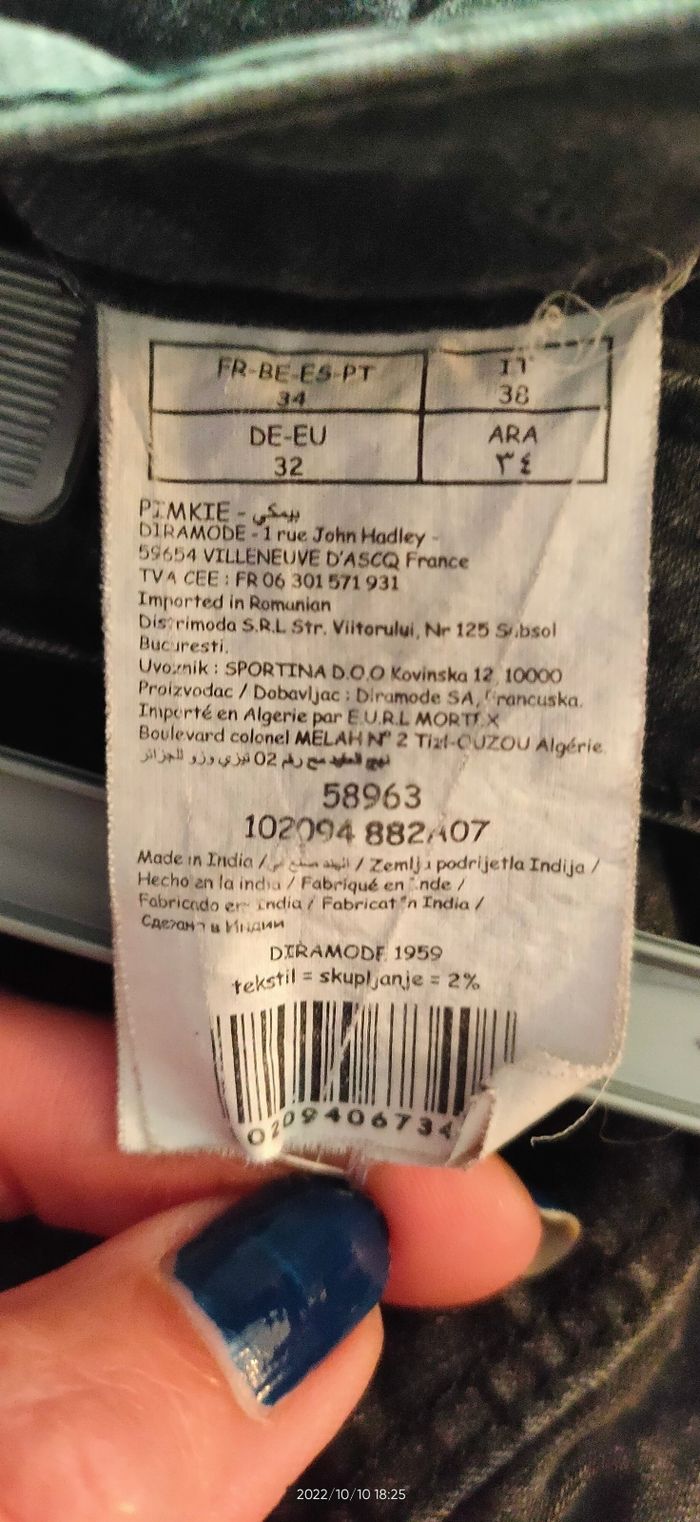 FR-BE-ES-PT
34
IT
38
DE-EU
32
ARA
٣٤
PIMKIE - بيمكي
DIRAMODE - 1 rue John Hadley -
59654 VILLENEUVE D'ASCQ France
TVA CEE : FR 06 301 571 931
Imported in Romanian
Distrimoda S.R.L Str. Viitorului, Nr 125 Subsol
Bucuresti.
Uvoznik : SPORTINA D.O.O Kovinska 12, 10000
Proizvodac / Dobavljac : Diramode SA, Francuska.
Importé en Algerie par E.U.R.L
Boulevard colonel MELAH N° 2 Tizi-OUZOU Algérie
02 تيزي وزو الجزائر
58963
102094 882A07
Made in India / / Zemlja podrijetla Indija /
Hecho en la india / Fabriqué en Inde /
Fabricado en India / Fabricat în India /
Сделано в Индии
DIRAMODE 1959
tekstil = skupljanje = 2%
0209406734
2022/10/10 18:25